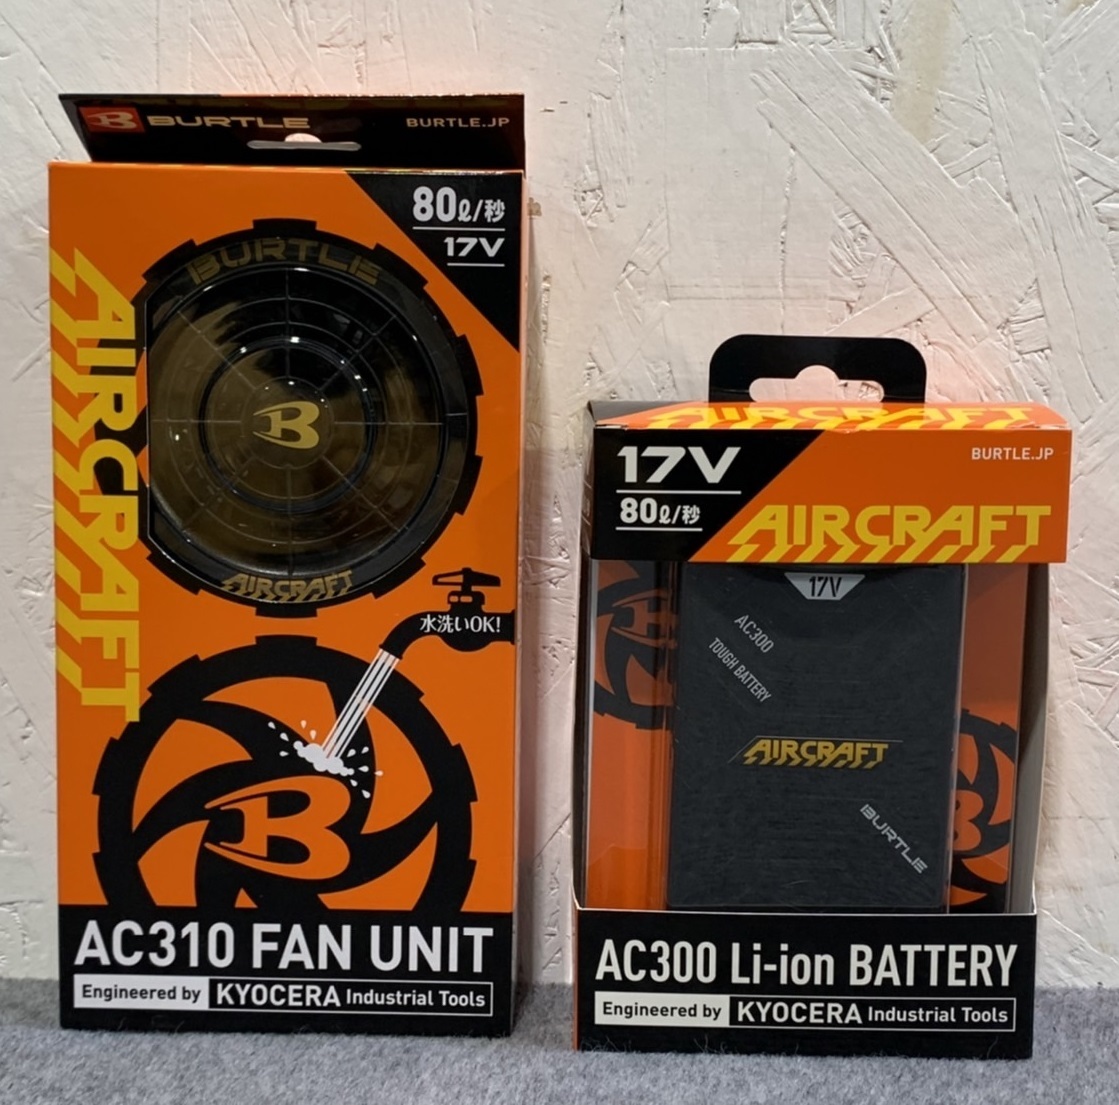 BURTLE
BURTLE.JP
80ℓ/秒
17V
BURTLE
AIRCRAFT
B
AIRCRAFT
水洗いOK!
B
AC310 FAN UNIT
Engineered by KYOCERA Industrial Tools
AIRCRAFT
17V
80ℓ/秒
BURTLE.JP
AIRCRAFT
17V
AC300
TOUGH BATTERY
AIRCRAFT
BURTLE
AC300 Li-ion BATTERY
Engineered by KYOCERA Industrial Tools